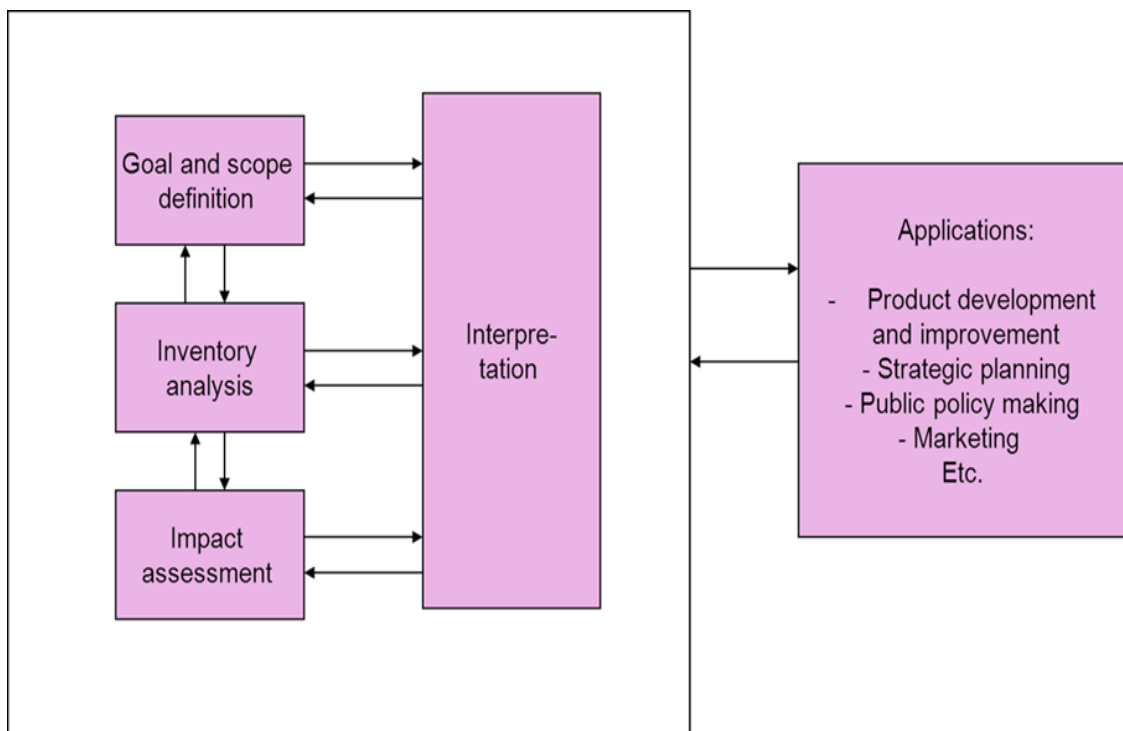 Goal and scope
definition
Inventory
analysis
Impact
assessment
Interpre-
tation
Applications:
- Product development
and improvement
- Strategic planning
- Public policy making
- Marketing
Etc.